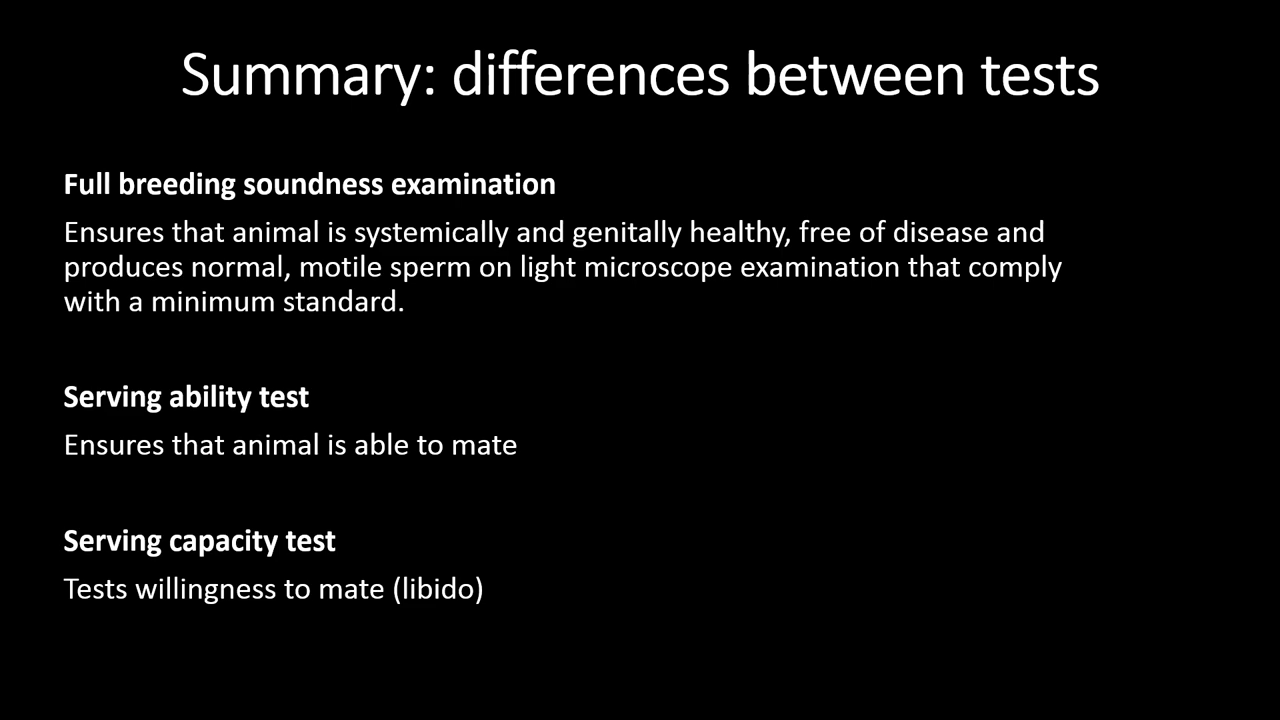 Summary: differences between tests
Full breeding soundness examination
Ensures that animal is systemically and genitally healthy, free of disease and
produces normal, motile sperm on light microscope examination that comply
with a minimum standard.
Serving ability test
Ensures that animal is able to mate
Serving capacity test
Tests willingness to mate (libido)